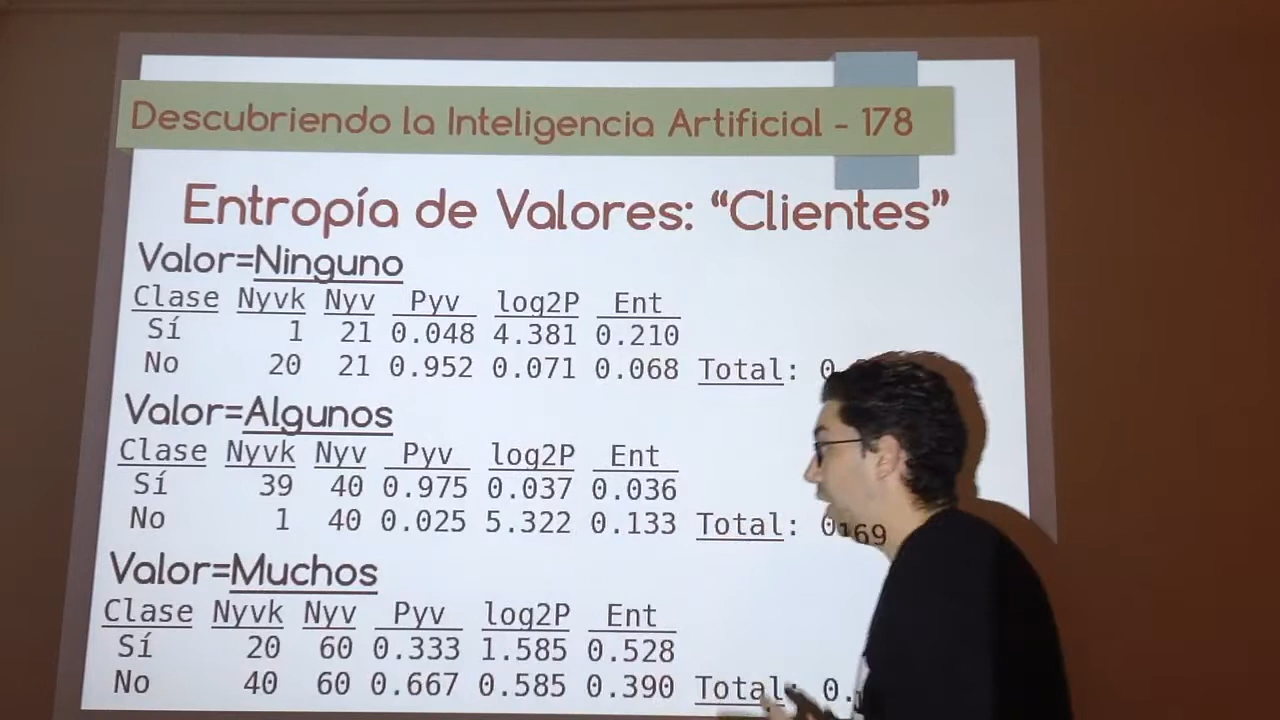 Descubriendo la Inteligencia Artificial - 178
Entropía de Valores: “Clientes”
Valor=Ninguno
Clase Nyvk Nyv Pyv log2P Ent
Sí 1 21 0.048 4.381 0.210
No 20 21 0.952 0.071 0.068 Total:
Valor=Algunos
Clase Nyvk Nyv Pyv log2P Ent
Sí 39 40 0.975 0.037 0.036
No 1 40 0.025 5.322 0.133 Total: 0.169
Valor=Muchos
Clase Nyvk Nyv Pyv log2P Ent
Sí 20 60 0.333 1.585 0.528
No 40 60 0.667 0.585 0.390 Total: